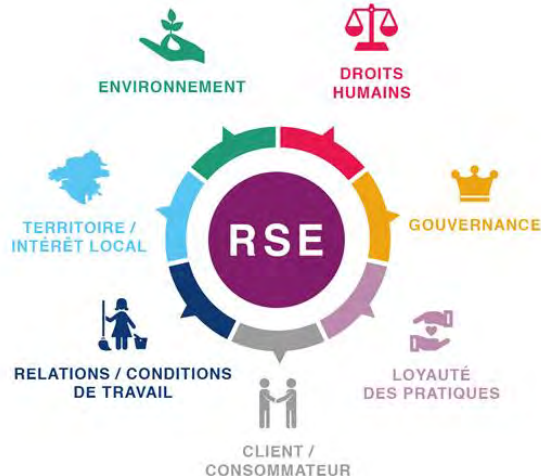 ENVIRONNEMENT
DROITS
HUMAINS
TERRITOIRE /
INTÉRÊT LOCAL
RSE
GOUVERNANCE
RELATIONS / CONDITIONS
DE TRAVAIL
LOYAUTÉ
DES PRATIQUES
CLIENT /
CONSOMMATEUR